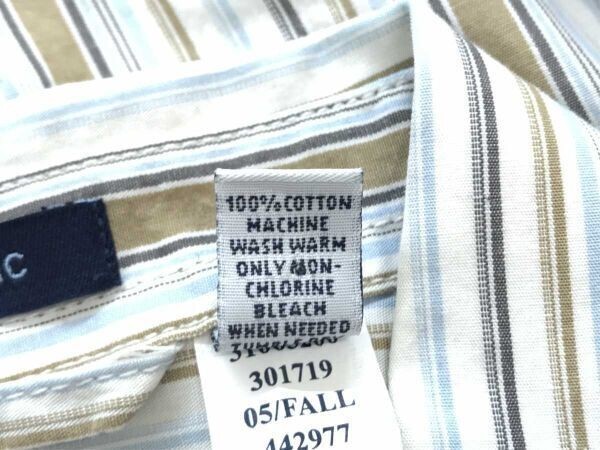 C
100% COTTON
MACHINE
WASH WARM
ONLY NON-
CHLORINE
BLEACH
WHEN NEEDED
301719
05/FALL
442977